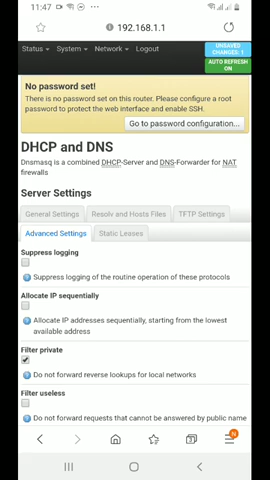 11:47
192.168.1.1
Status System Network Logout
UNSAVED
CHANGES: 1
AUTO REFRESH
ON
No password set!
There is no password set on this router. Please configure a root
password to protect the web interface and enable SSH.
Go to password configuration...
DHCP and DNS
Dnsmasq is a combined DHCP-Server and DNS-Forwarder for NAT
firewalls
Server Settings
General Settings Resolv and Hosts Files TFTP Settings
Advanced Settings Static Leases
Suppress logging
Suppress logging of the routine operation of these protocols
Allocate IP sequentially
Allocate IP addresses sequentially, starting from the lowest
available address
Filter private
Do not forward reverse lookups for local networks
Filter useless
Do not forward requests that cannot be answered by public name